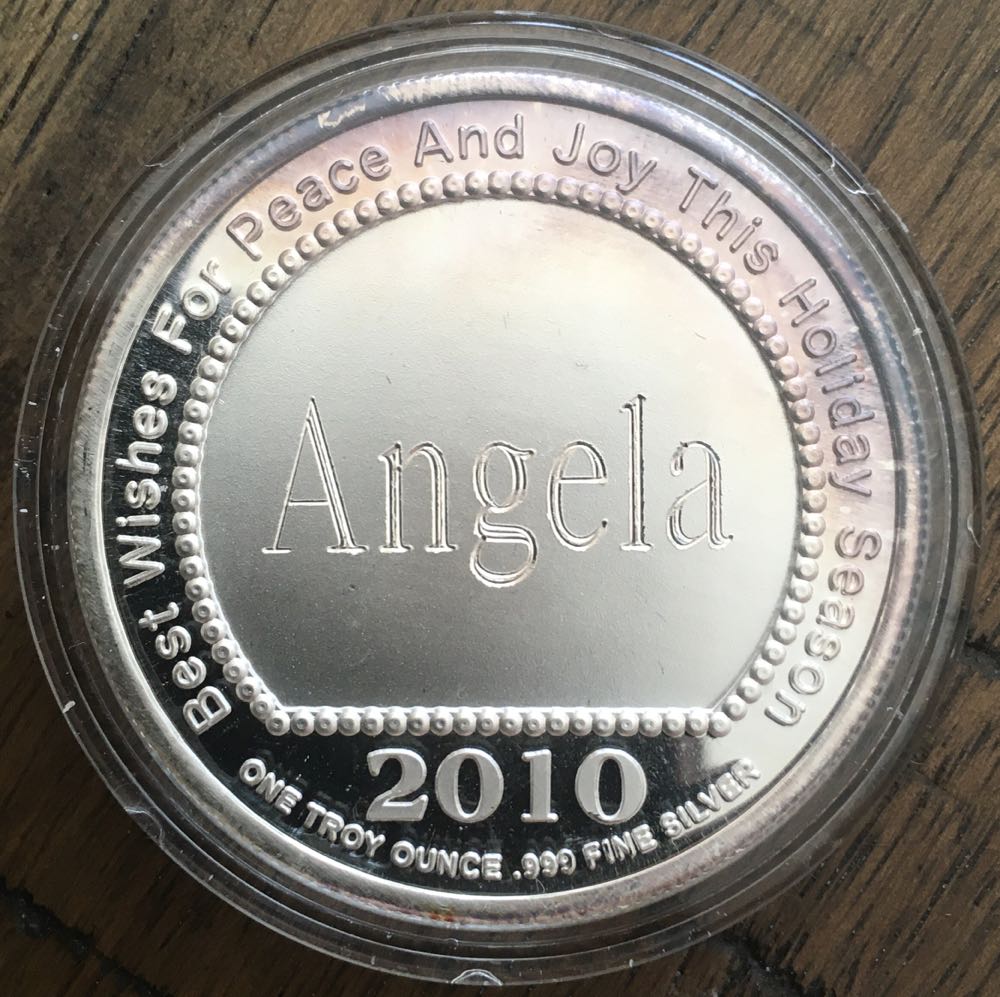 Best Wishes For Peace And Joy This Holiday Season
Angela
2010
ONE TROY OUNCE .999 FINE SILVER